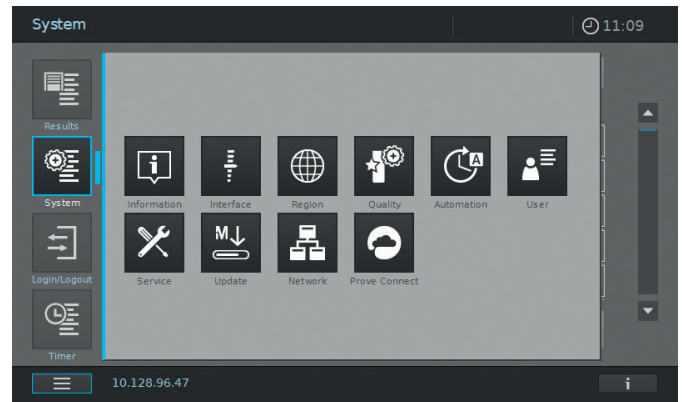 System
11:09
Results
System
Login/Logout
Timer
Information Interface Region Quality Automation User
Service Update Network Prove Connect
10.128.96.47